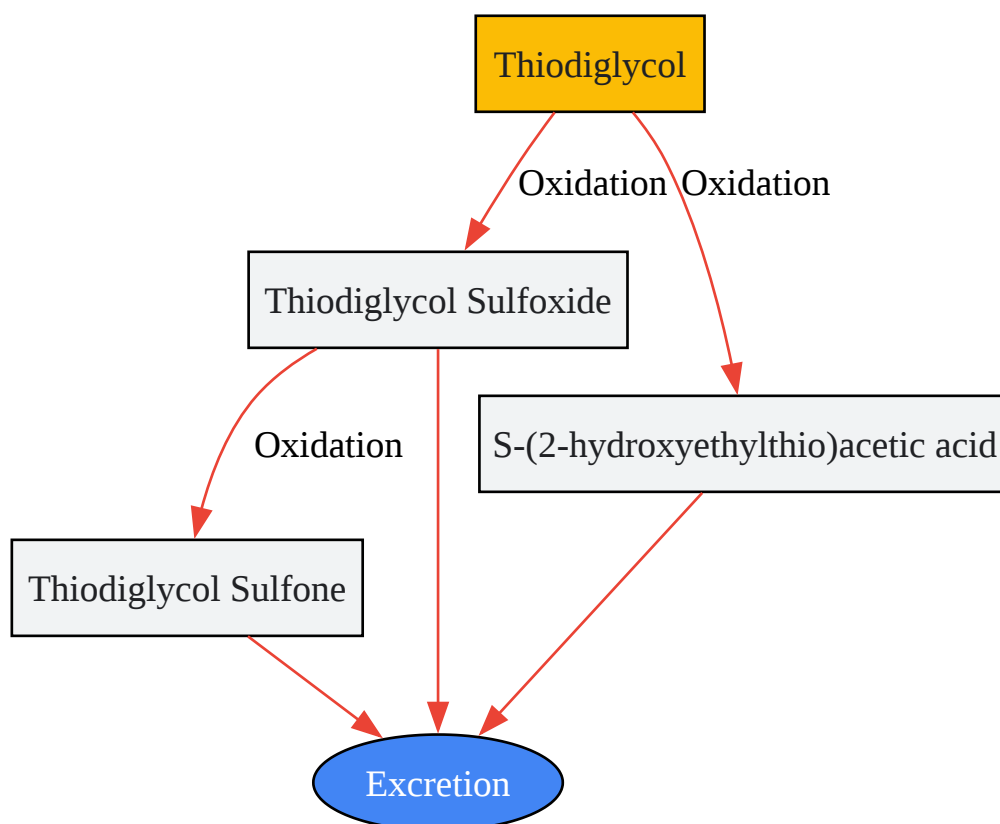 Thiodiglycol
Oxidation
Oxidation
Thiodiglycol Sulfoxide
Oxidation
S-(2-hydroxyethylthio)acetic acid
Thiodiglycol Sulfone
Excretion